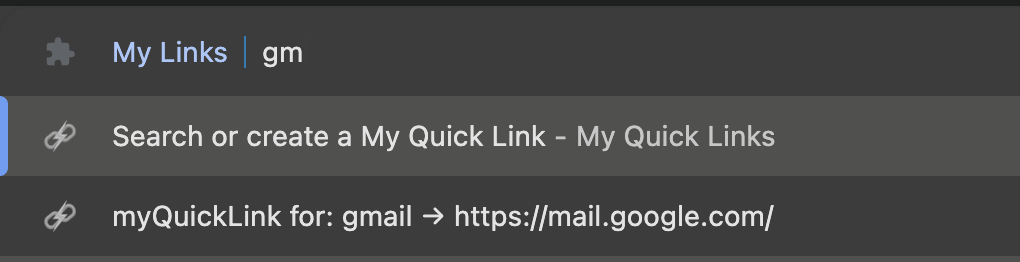 My Links | gm
Search or create a My Quick Link - My Quick Links
myQuickLink for: gmail → https://mail.google.com/